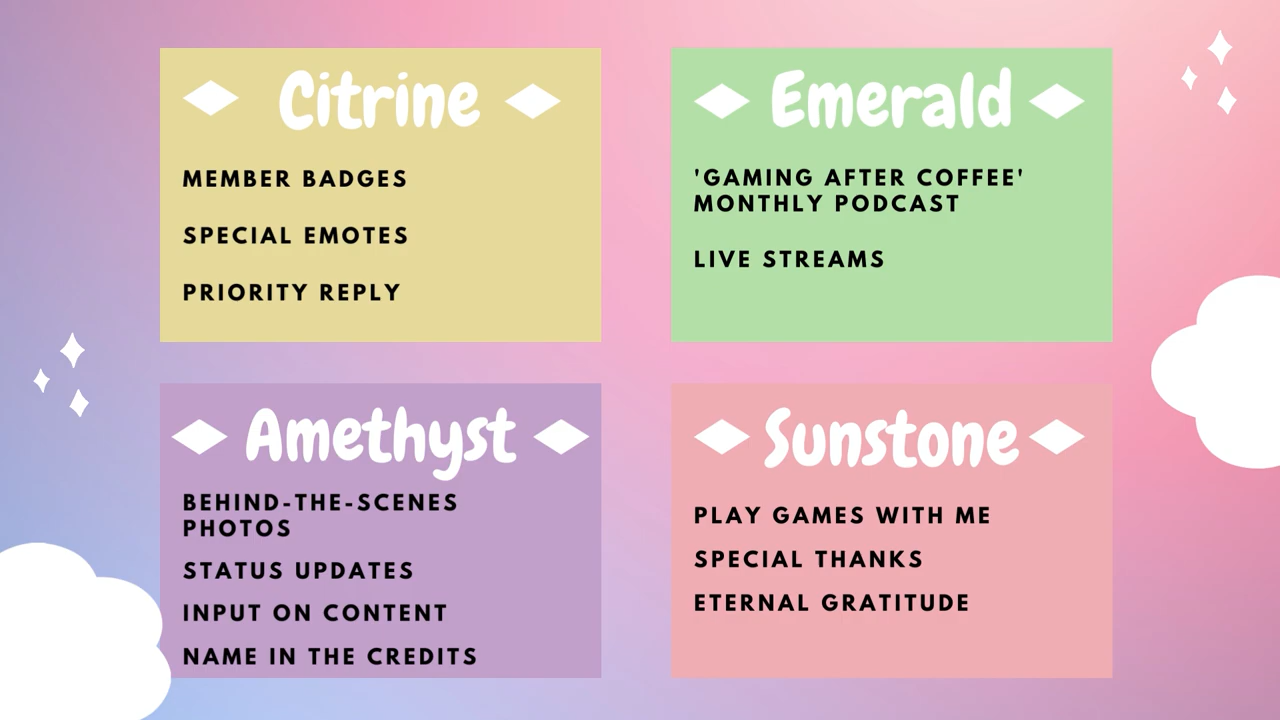 Citrine
MEMBER BADGES
SPECIAL EMOTES
PRIORITY REPLY
Emerald
'GAMING AFTER COFFEE'
MONTHLY PODCAST
LIVE STREAMS
Amethyst
BEHIND-THE-SCENES
PHOTOS
STATUS UPDATES
INPUT ON CONTENT
NAME IN THE CREDITS
Sunstone
PLAY GAMES WITH ME
SPECIAL THANKS
ETERNAL GRATITUDE